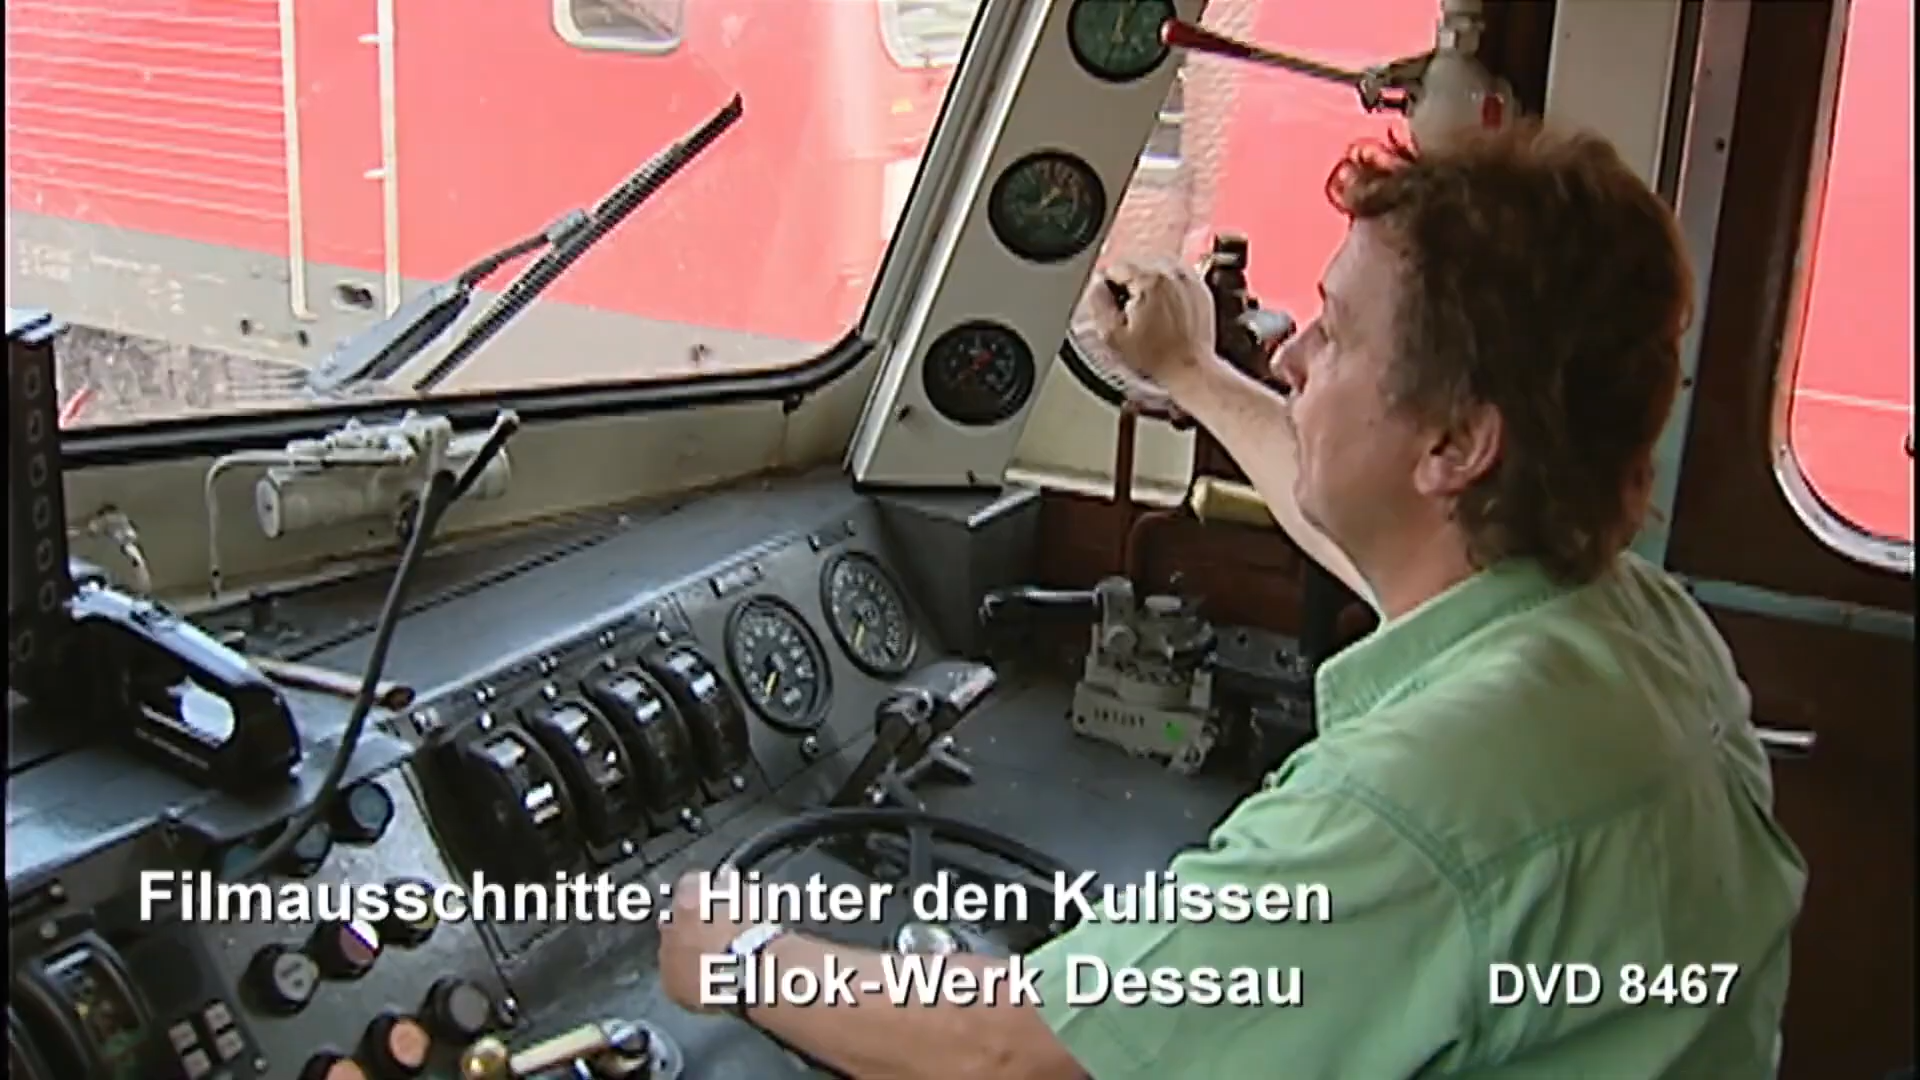 Filmausschnitte: Hinter den Kulissen
Ellok-Werk Dessau
DVD 8467